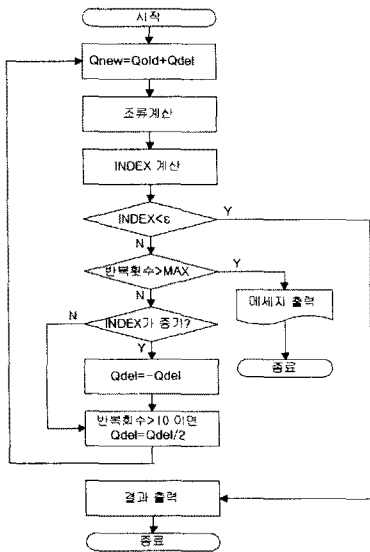 시작
Qnew=Qold+Qdel
조류계산
INDEX 계산
INDEX<ε
Y
N
반복횟수>MAX
Y
N
메세지 출력
N
INDEX가 증가?
종료
Y
Qdel=-Qdel
반복회수>10 이면
Qdel=Qdel/2
결과 출력
종료